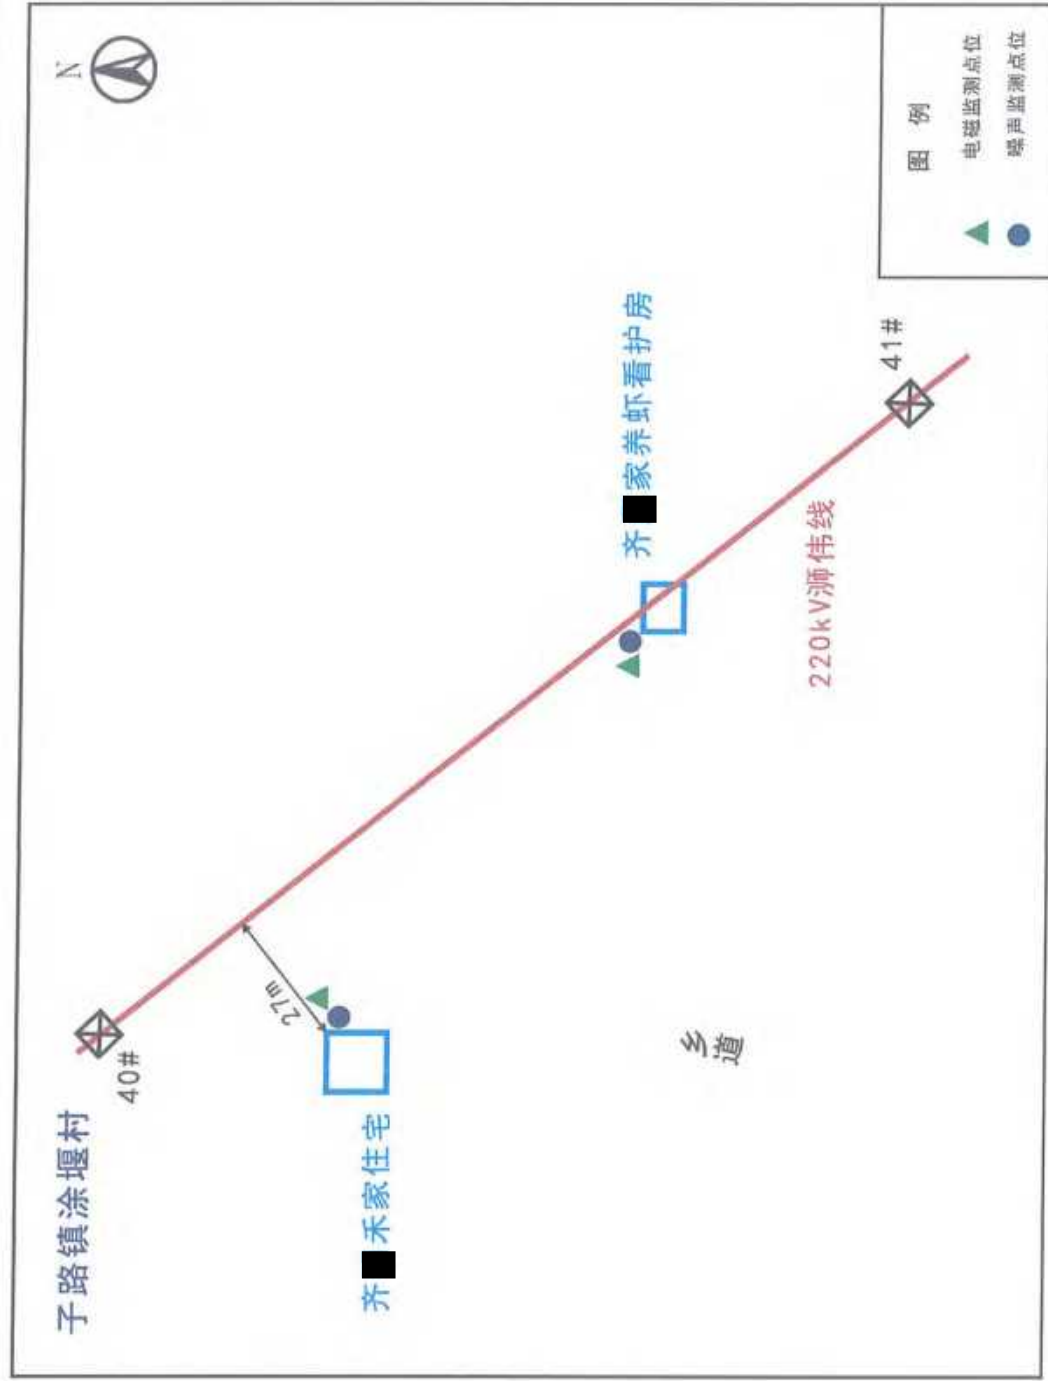 子路镇涂堰村
N
40#
27m
齐
禾家住宅
齐
家养虾看护房
41#
220kV浉伟线
乡道
图 例
电磁监测点位
噪声监测点位